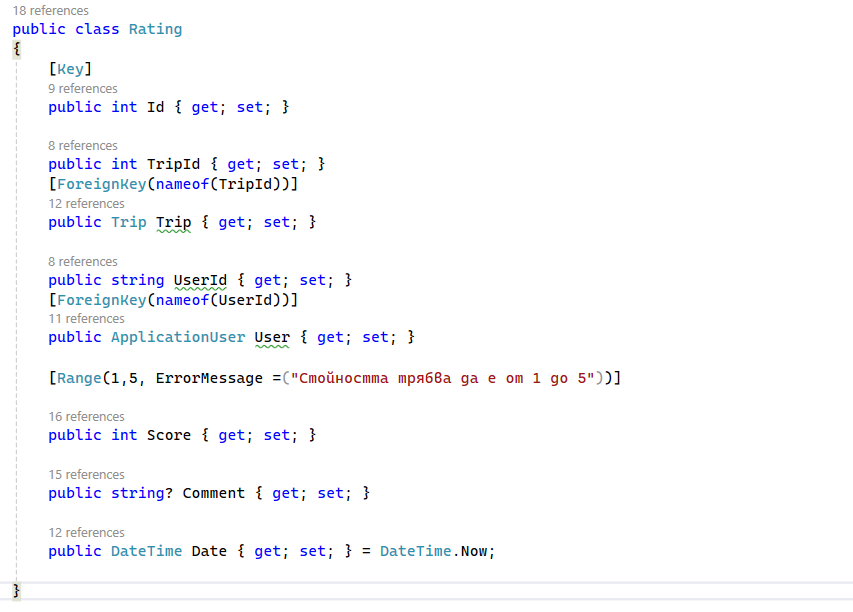 18 references
public class Rating
{
[Key]
9 references
public int Id { get; set; }
8 references
public int TripId { get; set; }
[ForeignKey(nameof(TripId))]
12 references
public Trip Trip { get; set; }
8 references
public string UserId { get; set; }
[ForeignKey(nameof(UserId))]
11 references
public ApplicationUser User { get; set; }
[Range(1,5, ErrorMessage =("Стойността трябва да е от 1 до 5"))]
16 references
public int Score { get; set; }
15 references
public string? Comment { get; set; }
12 references
public DateTime Date { get; set; } = DateTime.Now;
}